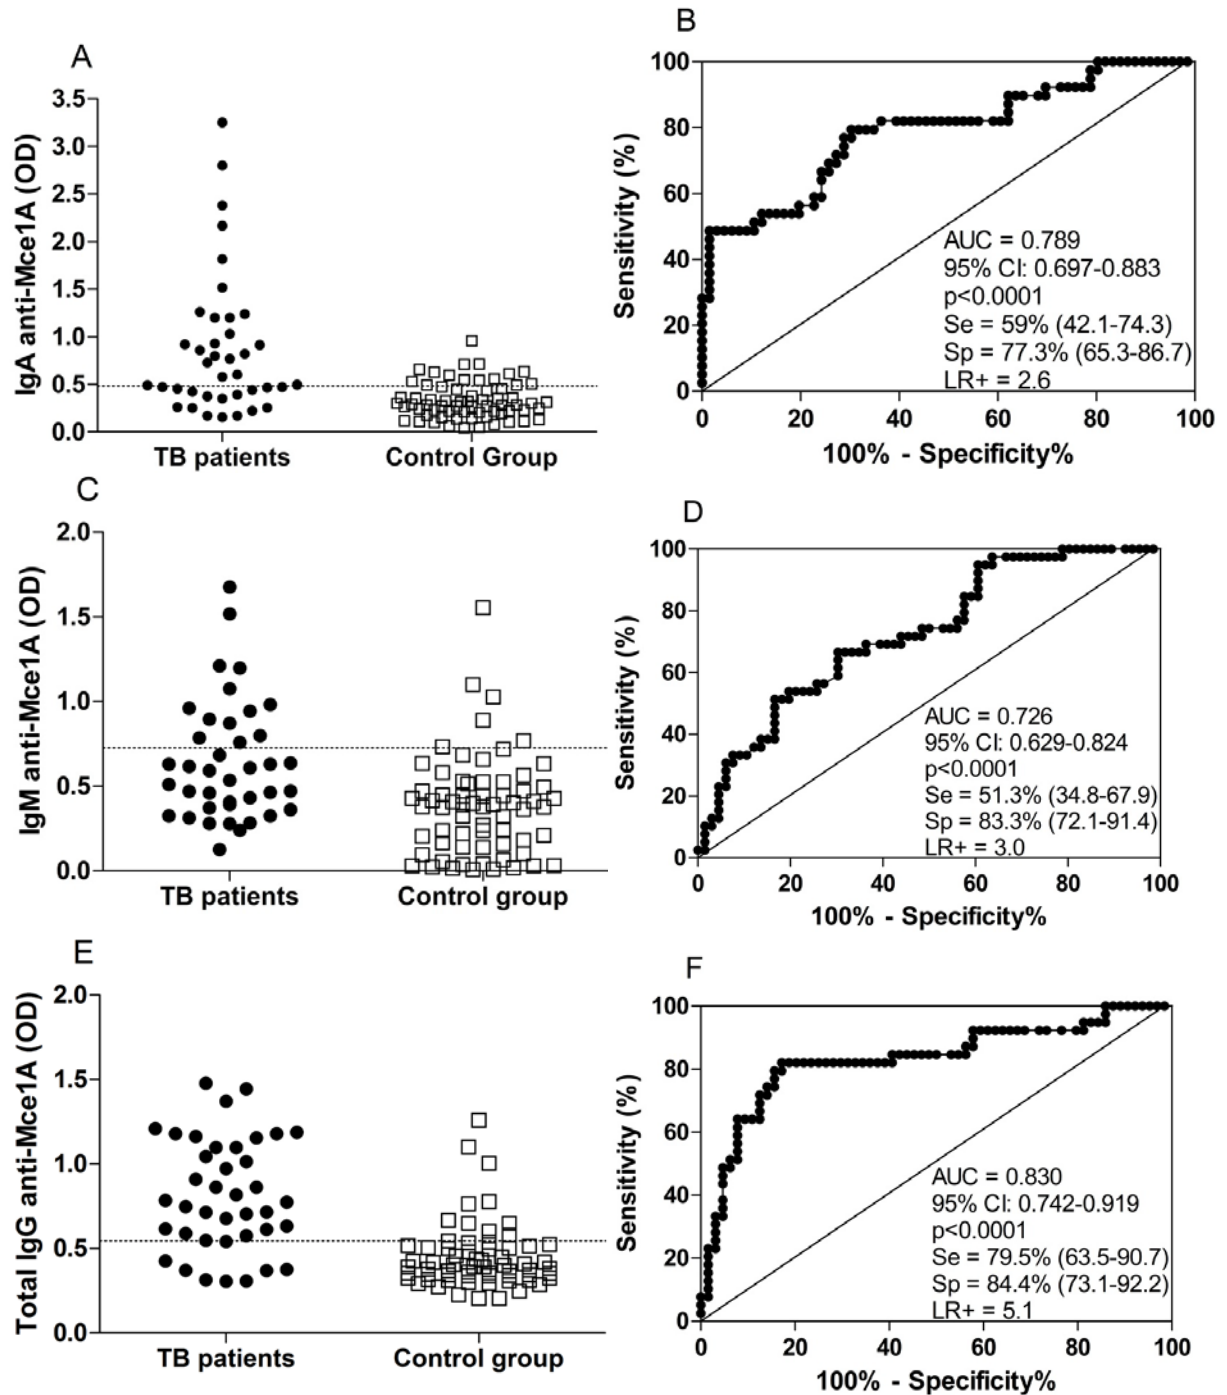 A
IgA anti-Mce1A (OD)
3.5
3.0
2.5
2.0
1.5
1.0
0.5
0.0
TB patients
Control Group
B
Sensitivity (%)
100
80
60
40
20
0
AUC = 0.789
95% CI: 0.697-0.883
p<0.0001
Se = 59% (42.1-74.3)
Sp = 77.3% (65.3-86.7)
LR+ = 2.6
0 20 40 60 80 100
100% - Specificity%
C
IgM anti-Mce1A (OD)
2.0
1.5
1.0
0.5
0.0
TB patients
Control group
D
Sensitivity (%)
100
80
60
40
20
0
AUC = 0.726
95% CI: 0.629-0.824
p<0.0001
Se = 51.3% (34.8-67.9)
Sp = 83.3% (72.1-91.4)
LR+ = 3.0
0 20 40 60 80 100
100% - Specificity%
E
Total IgG anti-Mce1A (OD)
2.0
1.5
1.0
0.5
0.0
TB patients
Control group
F
Sensitivity (%)
100
80
60
40
20
0
AUC = 0.830
95% CI: 0.742-0.919
p<0.0001
Se = 79.5% (63.5-90.7)
Sp = 84.4% (73.1-92.2)
LR+ = 5.1
0 20 40 60 80 100
100% - Specificity%